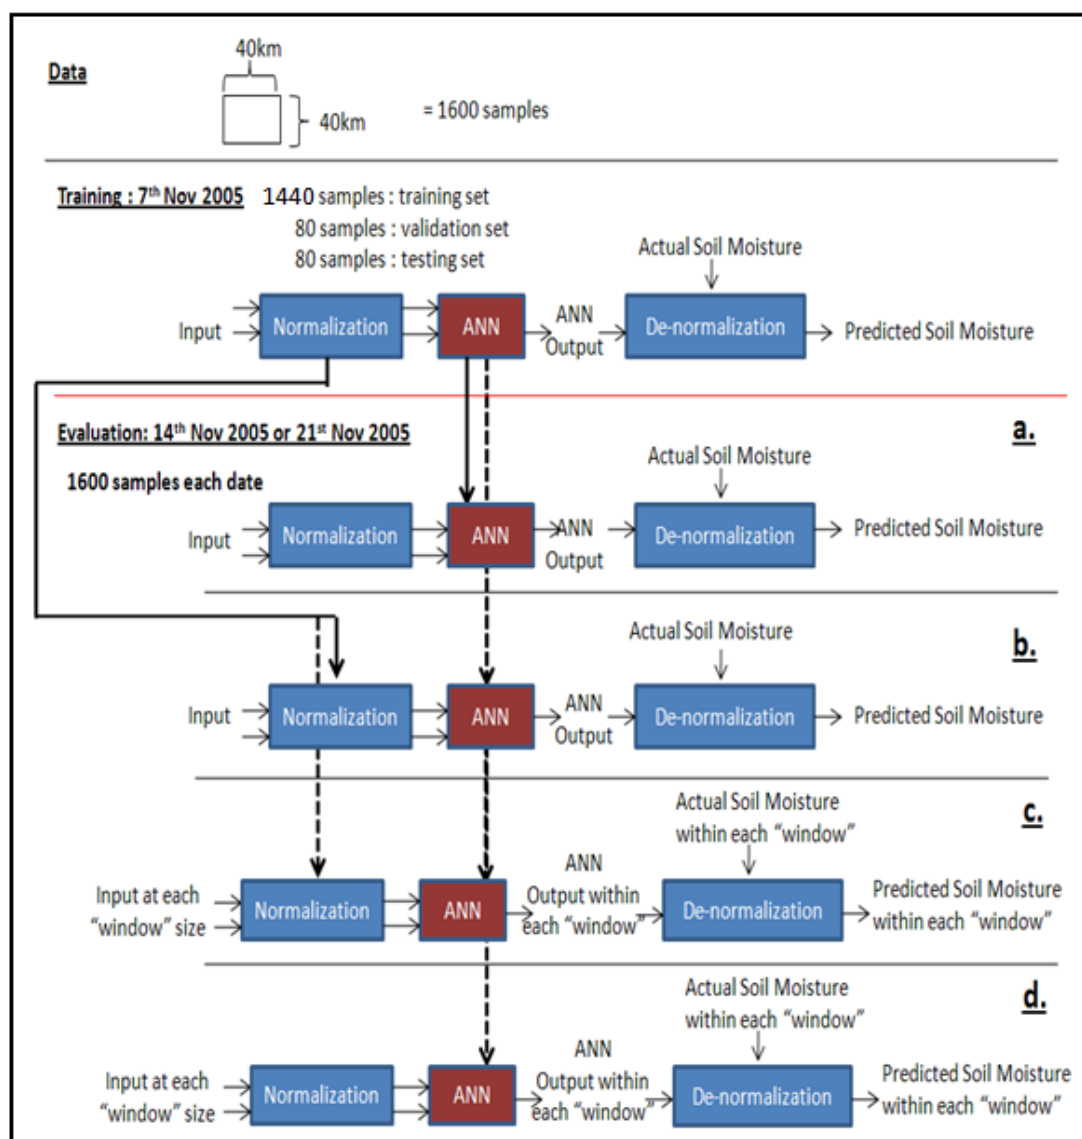 40km
Data
40km
= 1600 samples
Training : 7th Nov 2005 1440 samples : training set
80 samples : validation set
80 samples : testing set
Actual Soil Moisture
Input
Normalization
ANN
ANN
Output
De-normalization
Predicted Soil Moisture
Evaluation: 14th Nov 2005 or 21st Nov 2005
a.
1600 samples each date
Actual Soil Moisture
Input
Normalization
ANN
ANN
Output
De-normalization
Predicted Soil Moisture
b.
Actual Soil Moisture
Input
Normalization
ANN
ANN
Output
De-normalization
Predicted Soil Moisture
c.
Actual Soil Moisture
within each “window”
Input at each
“window” size
Normalization
ANN
ANN
Output within
each “window”
De-normalization
Predicted Soil Moisture
within each “window”
d.
Actual Soil Moisture
within each “window”
Input at each
“window” size
Normalization
ANN
ANN
Output within
each “window”
De-normalization
Predicted Soil Moisture
within each “window”